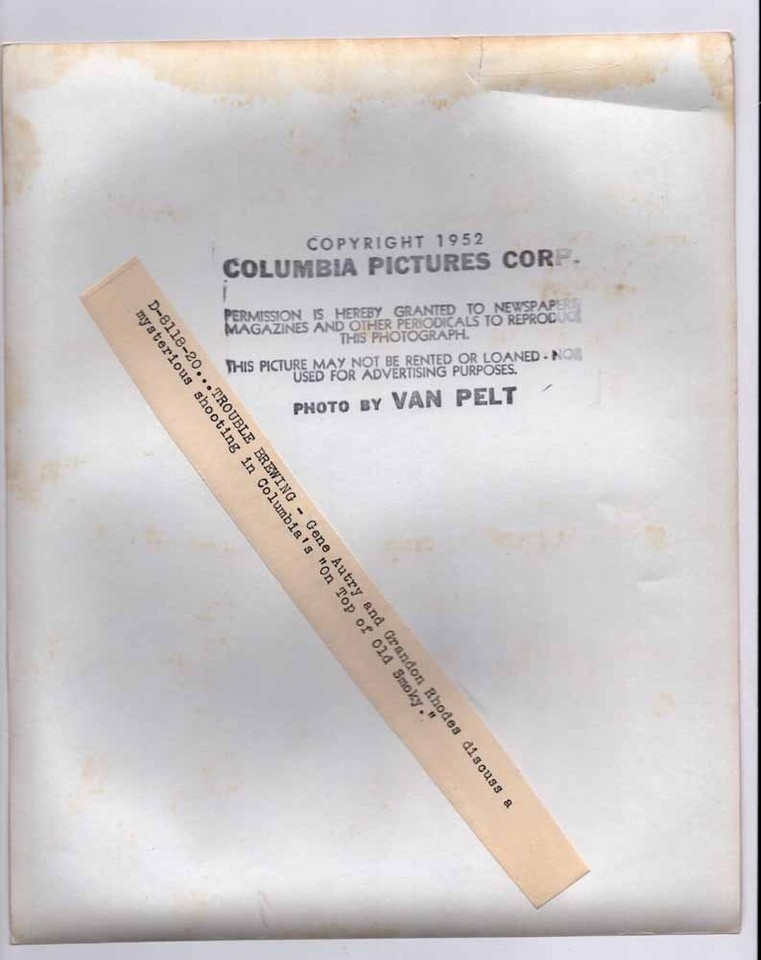 COPYRIGHT 1952
COLUMBIA PICTURES CORP.
PERMISSION IS HEREBY GRANTED TO NEWSPAPERS
MAGAZINES AND OTHER PERIODICALS TO REPRODUCE
THIS PHOTOGRAPH.
THIS PICTURE MAY NOT BE RENTED OR LOANED - NOR
USED FOR ADVERTISING PURPOSES.
PHOTO BY VAN PELT
D-8118-20...TROUBLE BREWING - Gene Autry and Grandon Rhodes discuss a
mysterious shooting in Columbia's "On Top of Old Smoky."